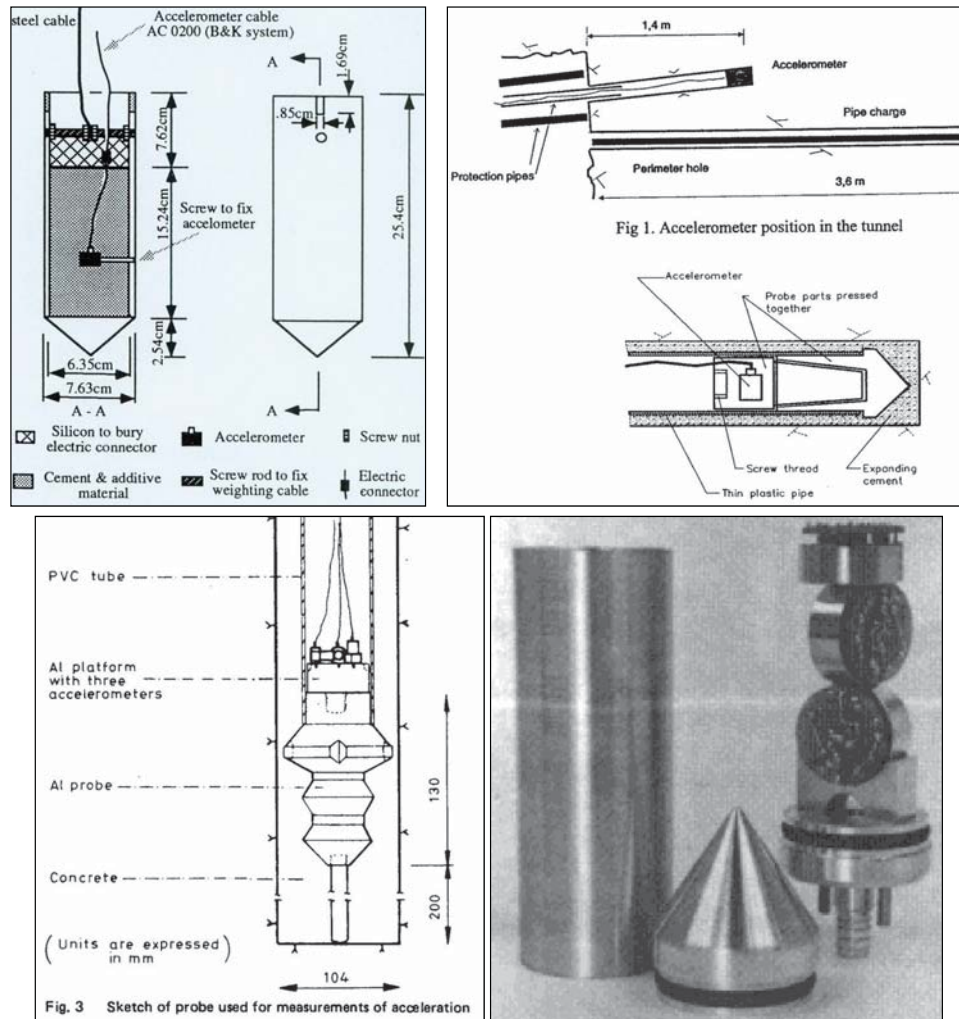 steel cable
Accelerometer cable
AC 0200 (B&K system)
A
1.69cm
.85cm
7.62cm
15.24cm
25.4cm
Screw to fix
accelometer
2.54cm
6.35cm
7.63cm
A - A
A
Silicon to bury
electric connector
Accelerometer
Screw nut
Cement & additive
material
Screw rod to fix
weighting cable
Electric
connector
1,4 m
Accelerometer
Pipe charge
Protection pipes
Perimeter hole
3,6 m
Fig 1. Accelerometer position in the tunnel
Accelerometer
Probe parts pressed
together
Screw thread
Expanding
cement
Thin plastic pipe
PVC tube
Al platform
with three
accelerometers
Al probe
130
Concrete
200
(Units are expressed
in mm)
104
Fig. 3 Sketch of probe used for measurements of acceleration